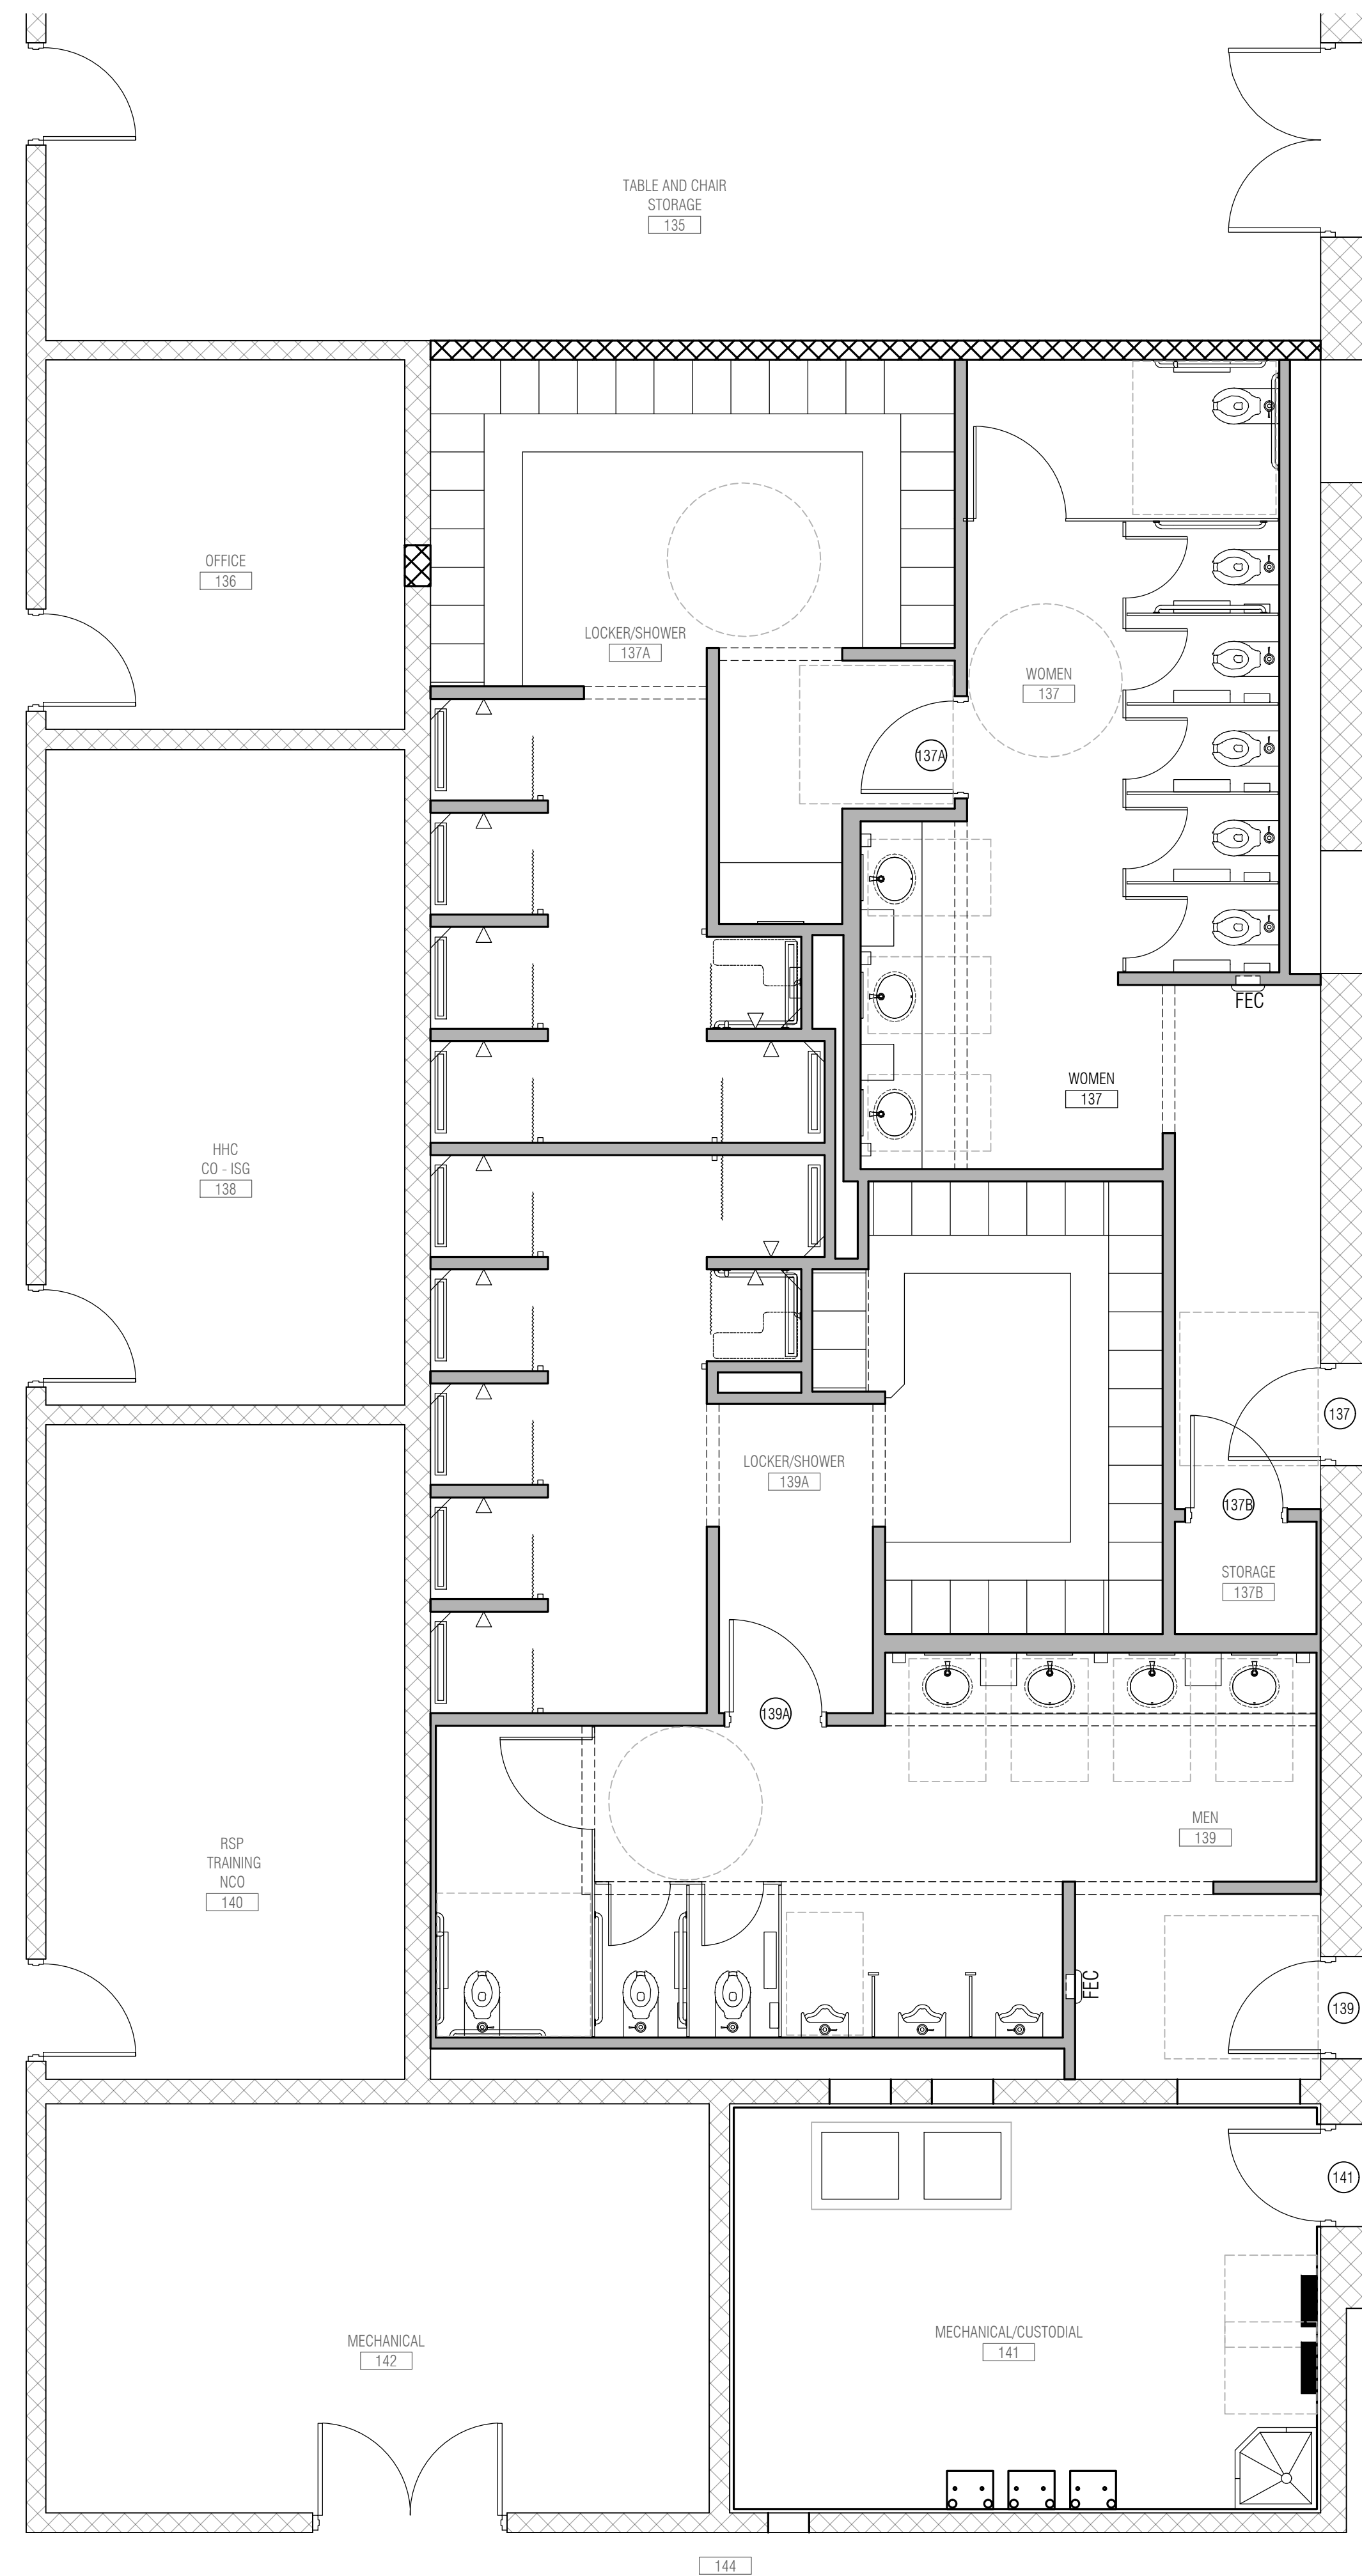 TABLE AND CHAIR
STORAGE
135
OFFICE
136
LOCKER/SHOWER
137A
WOMEN
137
137A
FEC
WOMEN
137
HHC
CO - ISG
138
137
LOCKER/SHOWER
139A
137B
STORAGE
137B
139A
MEN
139
RSP
TRAINING
NCO
140
FEC
139
141
MECHANICAL
142
MECHANICAL/CUSTODIAL
141
144